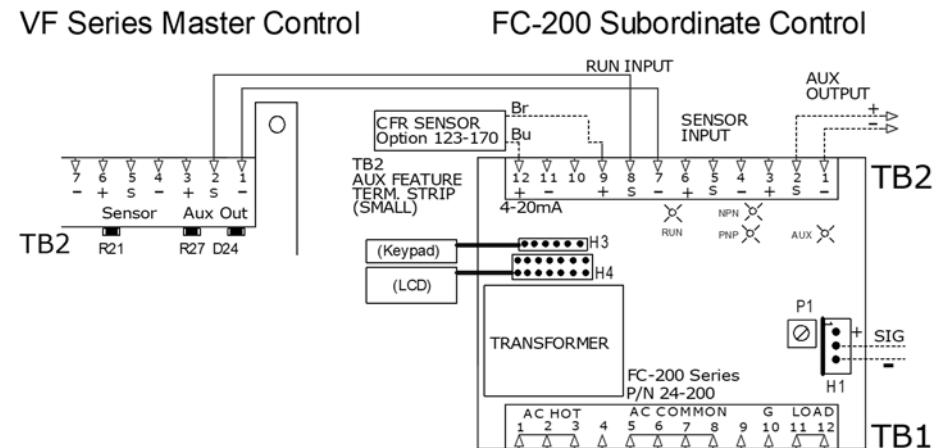 VF Series Master Control
FC-200 Subordinate Control
RUN INPUT
AUX
OUTPUT
+
-
CFR SENSOR
Option 123-170
Br
Bu
SENSOR
INPUT
7 6 5 4 3 2 1
- + S - + S -
Sensor Aux Out
TB2
R21 R27 D24
TB2
AUX FEATURE
TERM. STRIP
(SMALL)
12 11 10 9 8 7 6 5 4 3 2 1
+ - + S - + S - + S -
TB2
4-20mA
RUN
NPN
PNP
AUX
(Keypad)
H3
(LCD)
H4
TRANSFORMER
P1
1
+
SIG
-
H1
FC-200 Series
P/N 24-200
AC HOT AC COMMON G LOAD
1 2 3 4 5 6 7 8 9 10 11 12
TB1